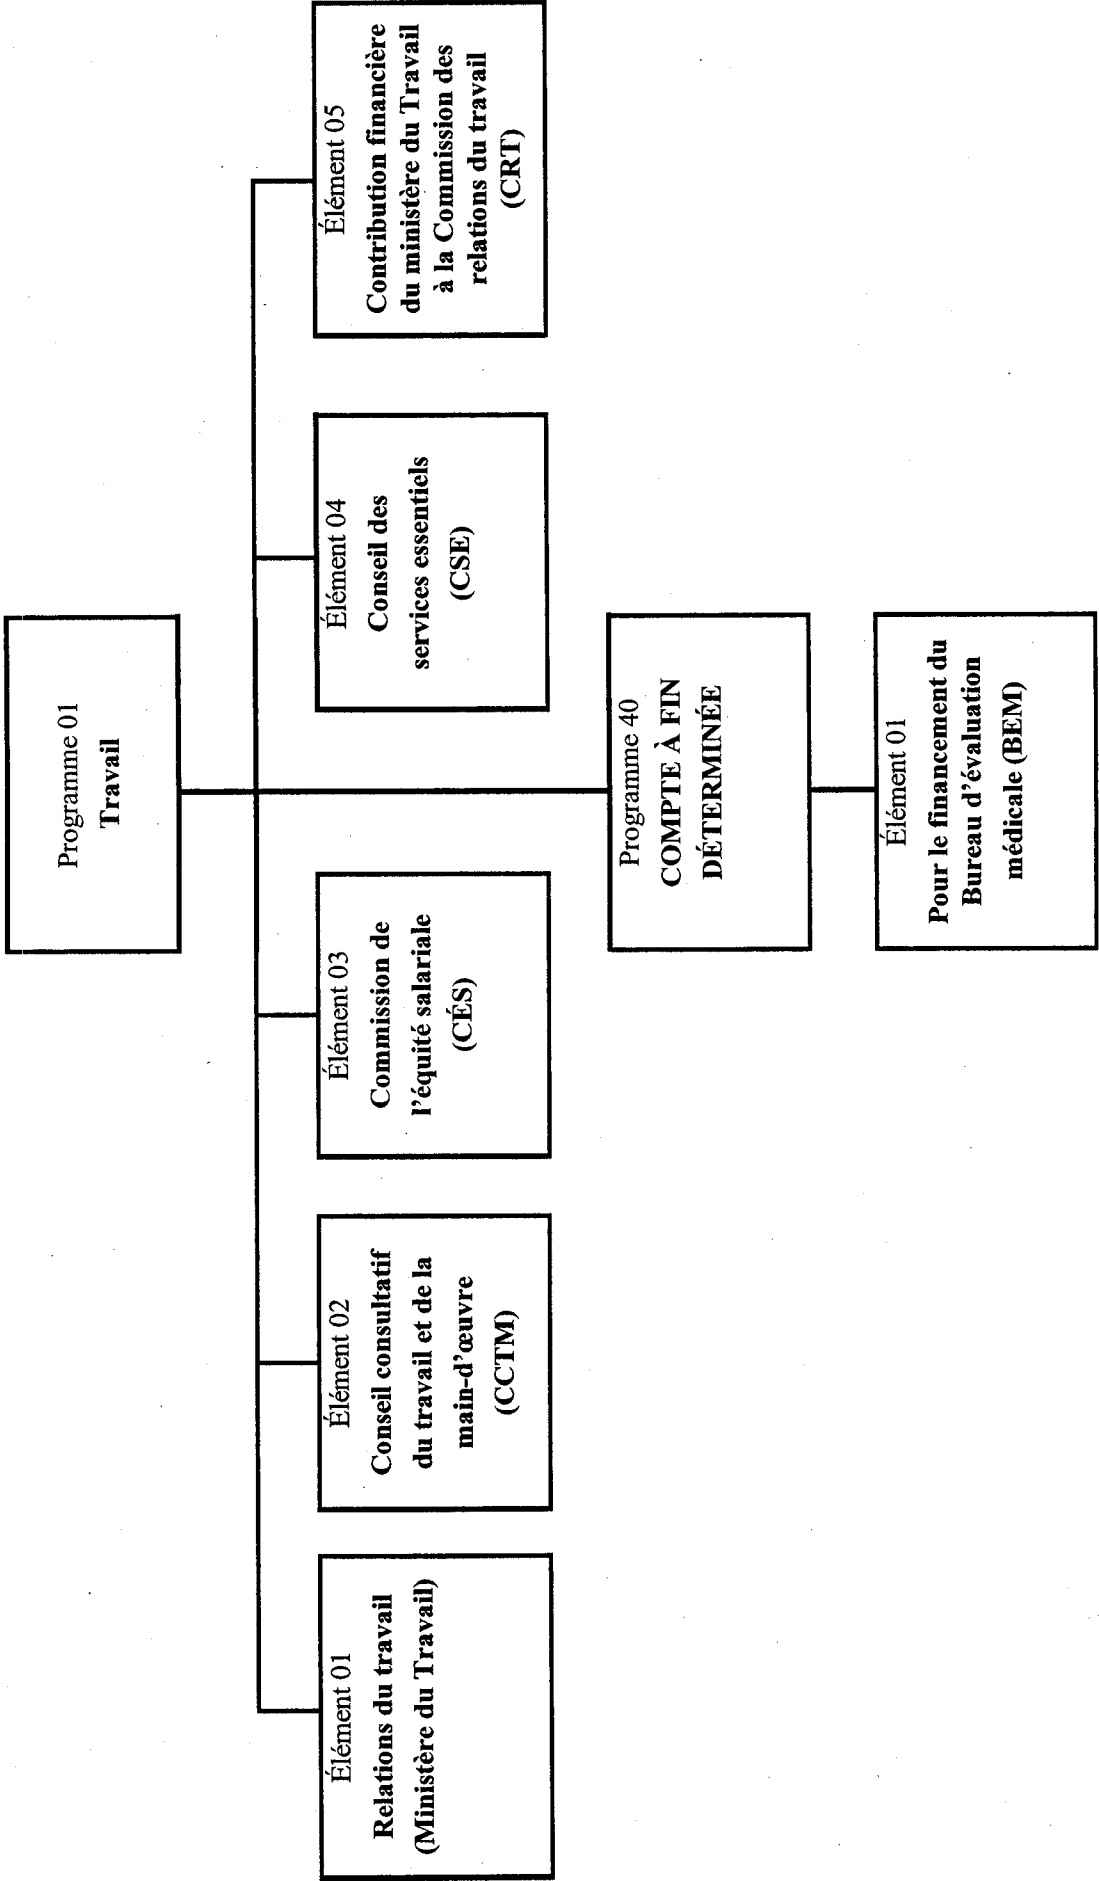 Programme 01
Travail
Élément 01
Relations du travail
(Ministère du Travail)
Élément 02
Conseil consultatif
du travail et de la
main-d'œuvre
(CCTM)
Élément 03
Commission de
l'équité salariale
(CÉS)
Élément 04
Conseil des
services essentiels
(CSE)
Élément 05
Contribution financière
du ministère du Travail
à la Commission des
relations du travail
(CRT)
Programme 40
COMPTE À FIN
DÉTERMINÉE
Élément 01
Pour le financement du
Bureau d'évaluation
médicale (BEM)